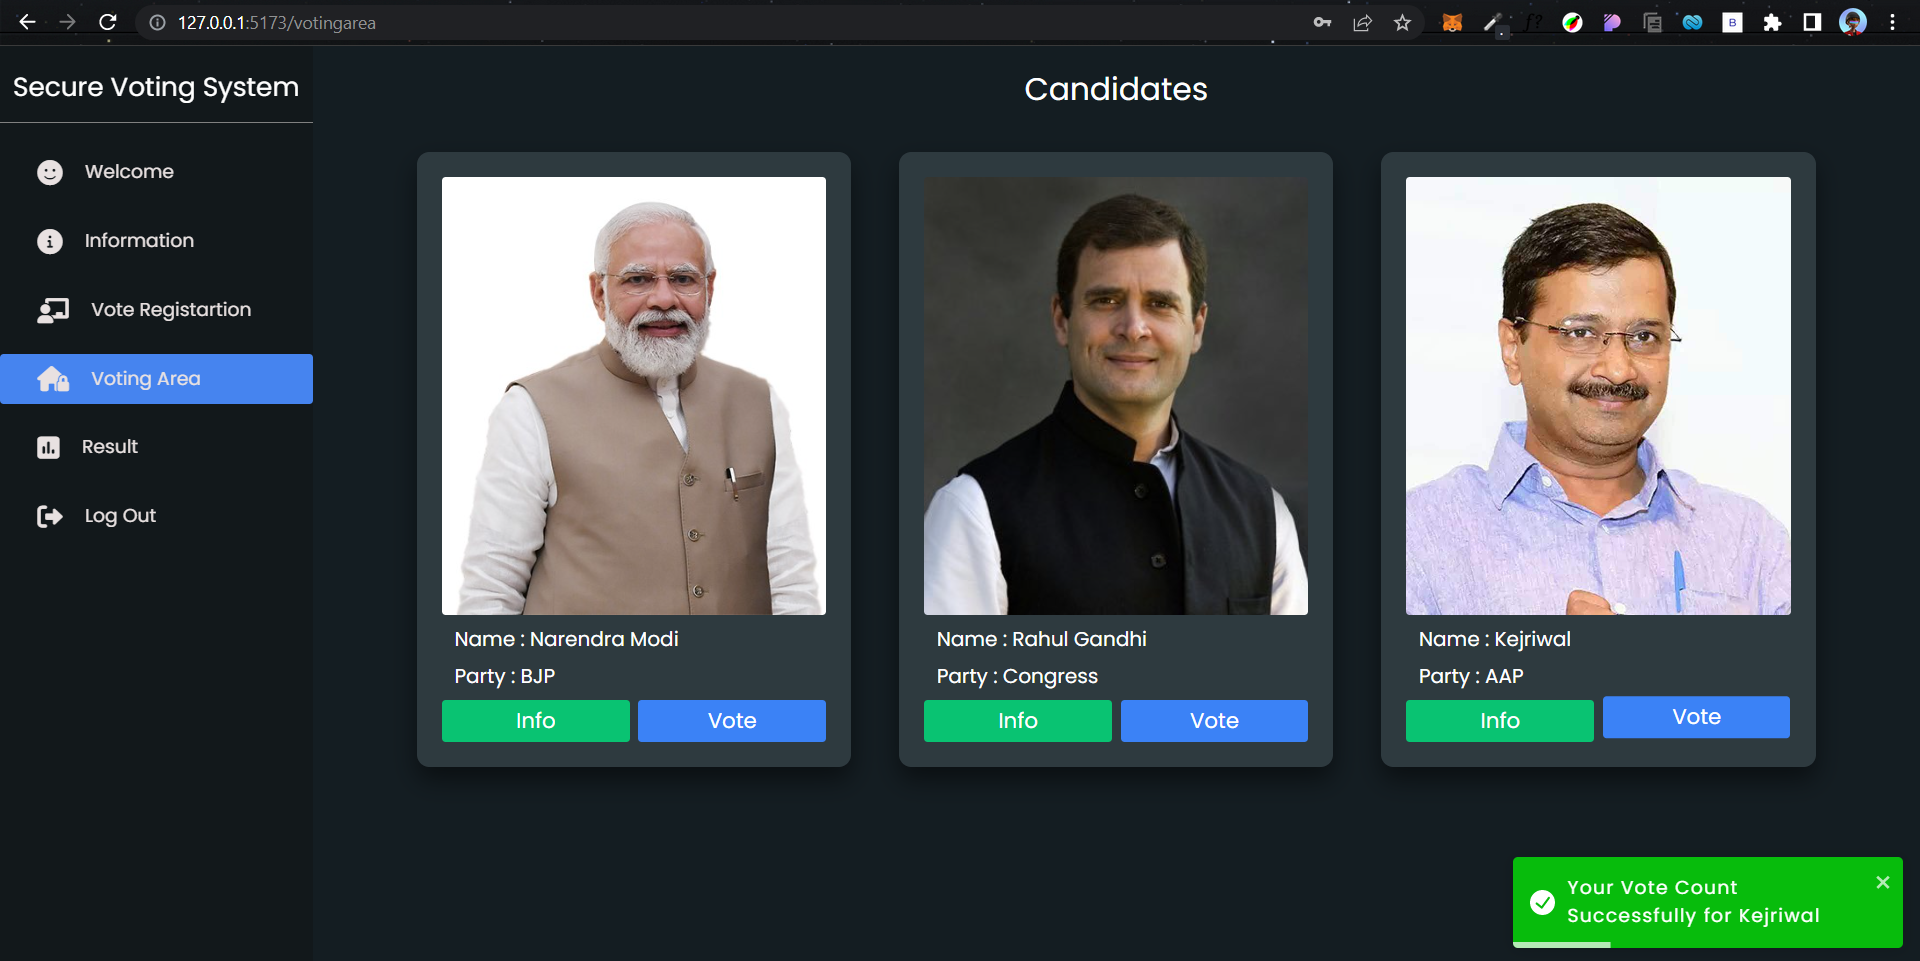 127.0.0.1:5173/votingarea
B
Secure Voting System
Welcome
Information
Vote Registartion
Voting Area
Result
Log Out
Candidates
Name : Narendra Modi
Party : BJP
Info
Vote
Name : Rahul Gandhi
Party : Congress
Info
Vote
Name : Kejriwal
Party : AAP
Info
Vote
Your Vote Count
Successfully for Kejriwal